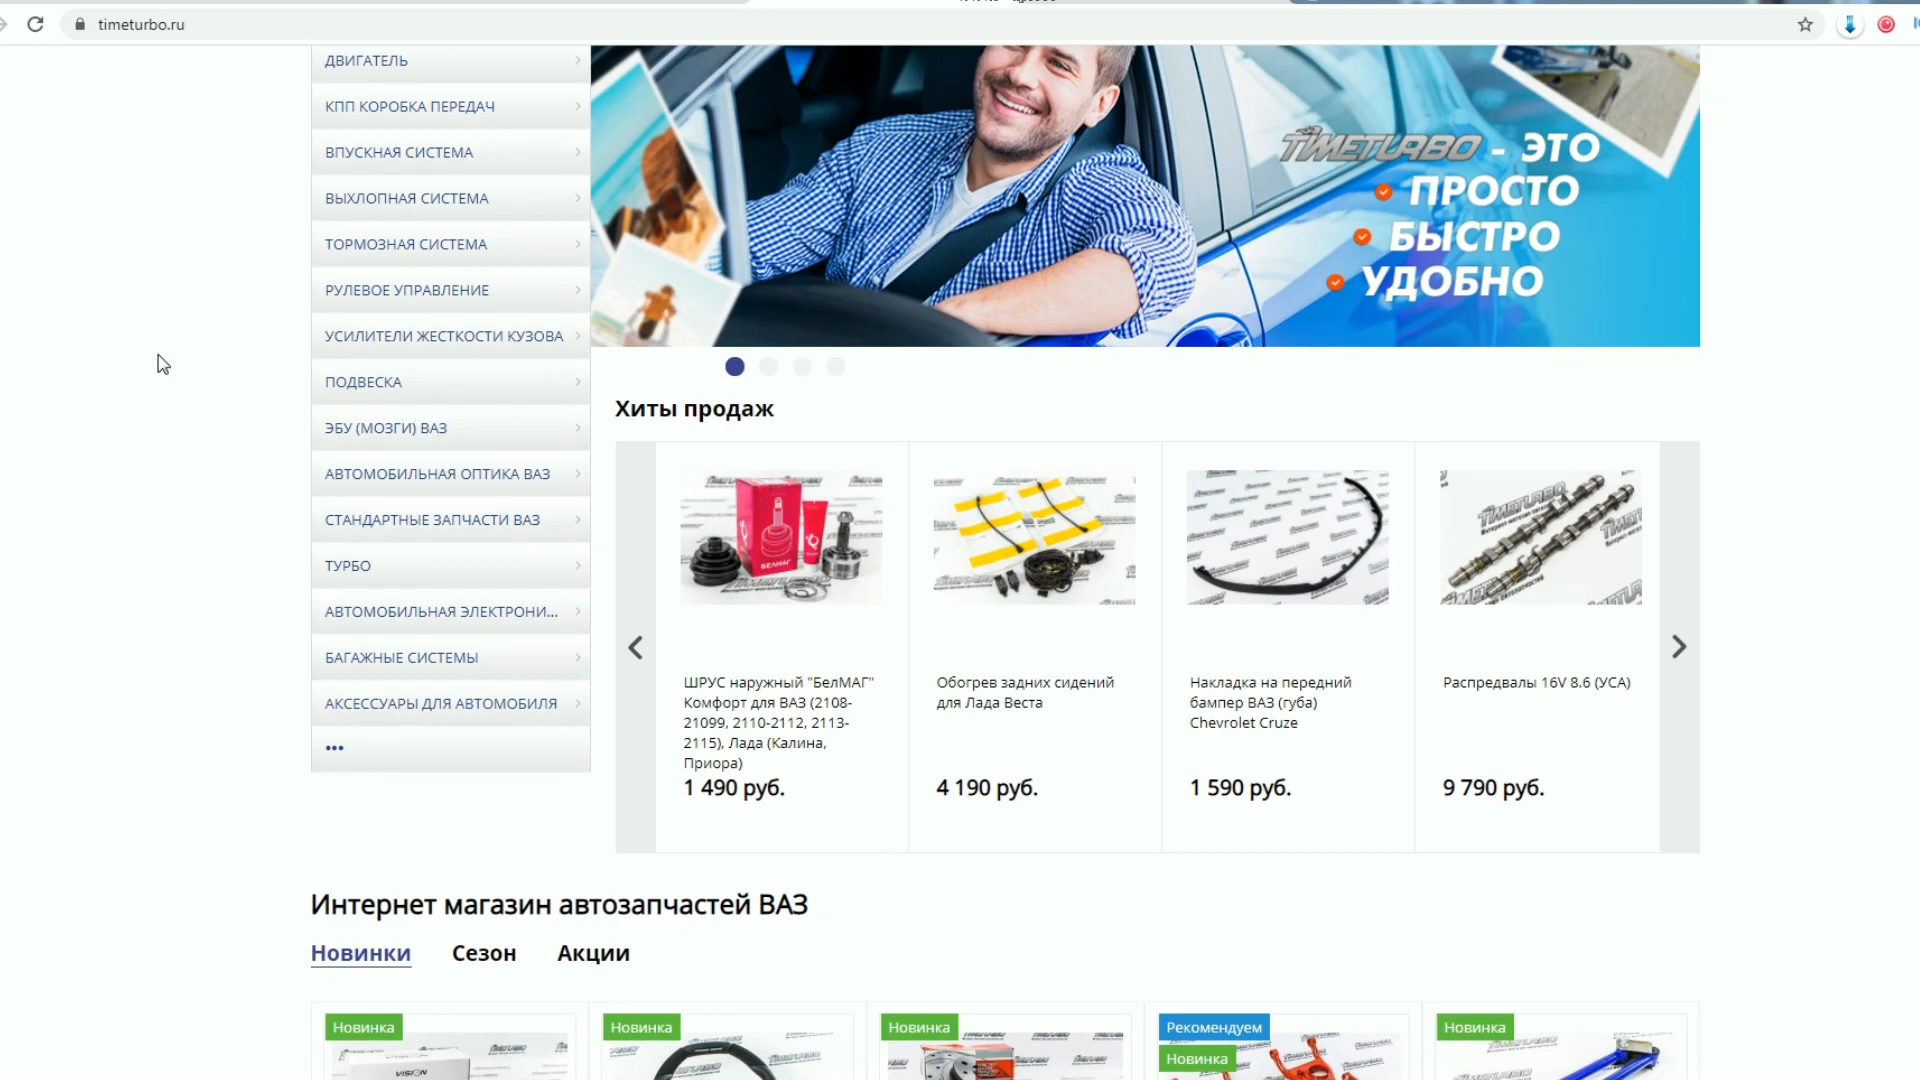 timeturbo.ru
ДВИГАТЕЛЬ
КПП КОРОБКА ПЕРЕДАЧ
ВПУСКНАЯ СИСТЕМА
ВЫХЛОПНАЯ СИСТЕМА
ТОРМОЗНАЯ СИСТЕМА
РУЛЕВОЕ УПРАВЛЕНИЕ
УСИЛИТЕЛИ ЖЕСТКОСТИ КУЗОВА
ПОДВЕСКА
ЭБУ (МОЗГИ) ВАЗ
АВТОМОБИЛЬНАЯ ОПТИКА ВАЗ
СТАНДАРТНЫЕ ЗАПЧАСТИ ВАЗ
ТУРБО
АВТОМОБИЛЬНАЯ ЭЛЕКТРОНИ...
БАГАЖНЫЕ СИСТЕМЫ
АКСЕССУАРЫ ДЛЯ АВТОМОБИЛЯ
•••
TIMETURBO - ЭТО
ПРОСТО
БЫСТРО
УДОБНО
Хиты продаж
БЕЛМАГ
TIMETURBO
ШРУС наружный "БелМАГ"
Комфорт для ВАЗ (2108-
21099, 2110-2112, 2113-
2115), Лада (Калина,
Приора)
1 490 руб.
Обогрев задних сидений
для Лада Веста
4 190 руб.
Накладка на передний
бампер ВАЗ (губа)
Chevrolet Cruze
1 590 руб.
Распредвалы 16V 8.6 (УСА)
9 790 руб.
Интернет магазин автозапчастей ВАЗ
Новинки Сезон Акции
Новинка
VISION
Новинка
Новинка
Рекомендуем
Новинка
Новинка